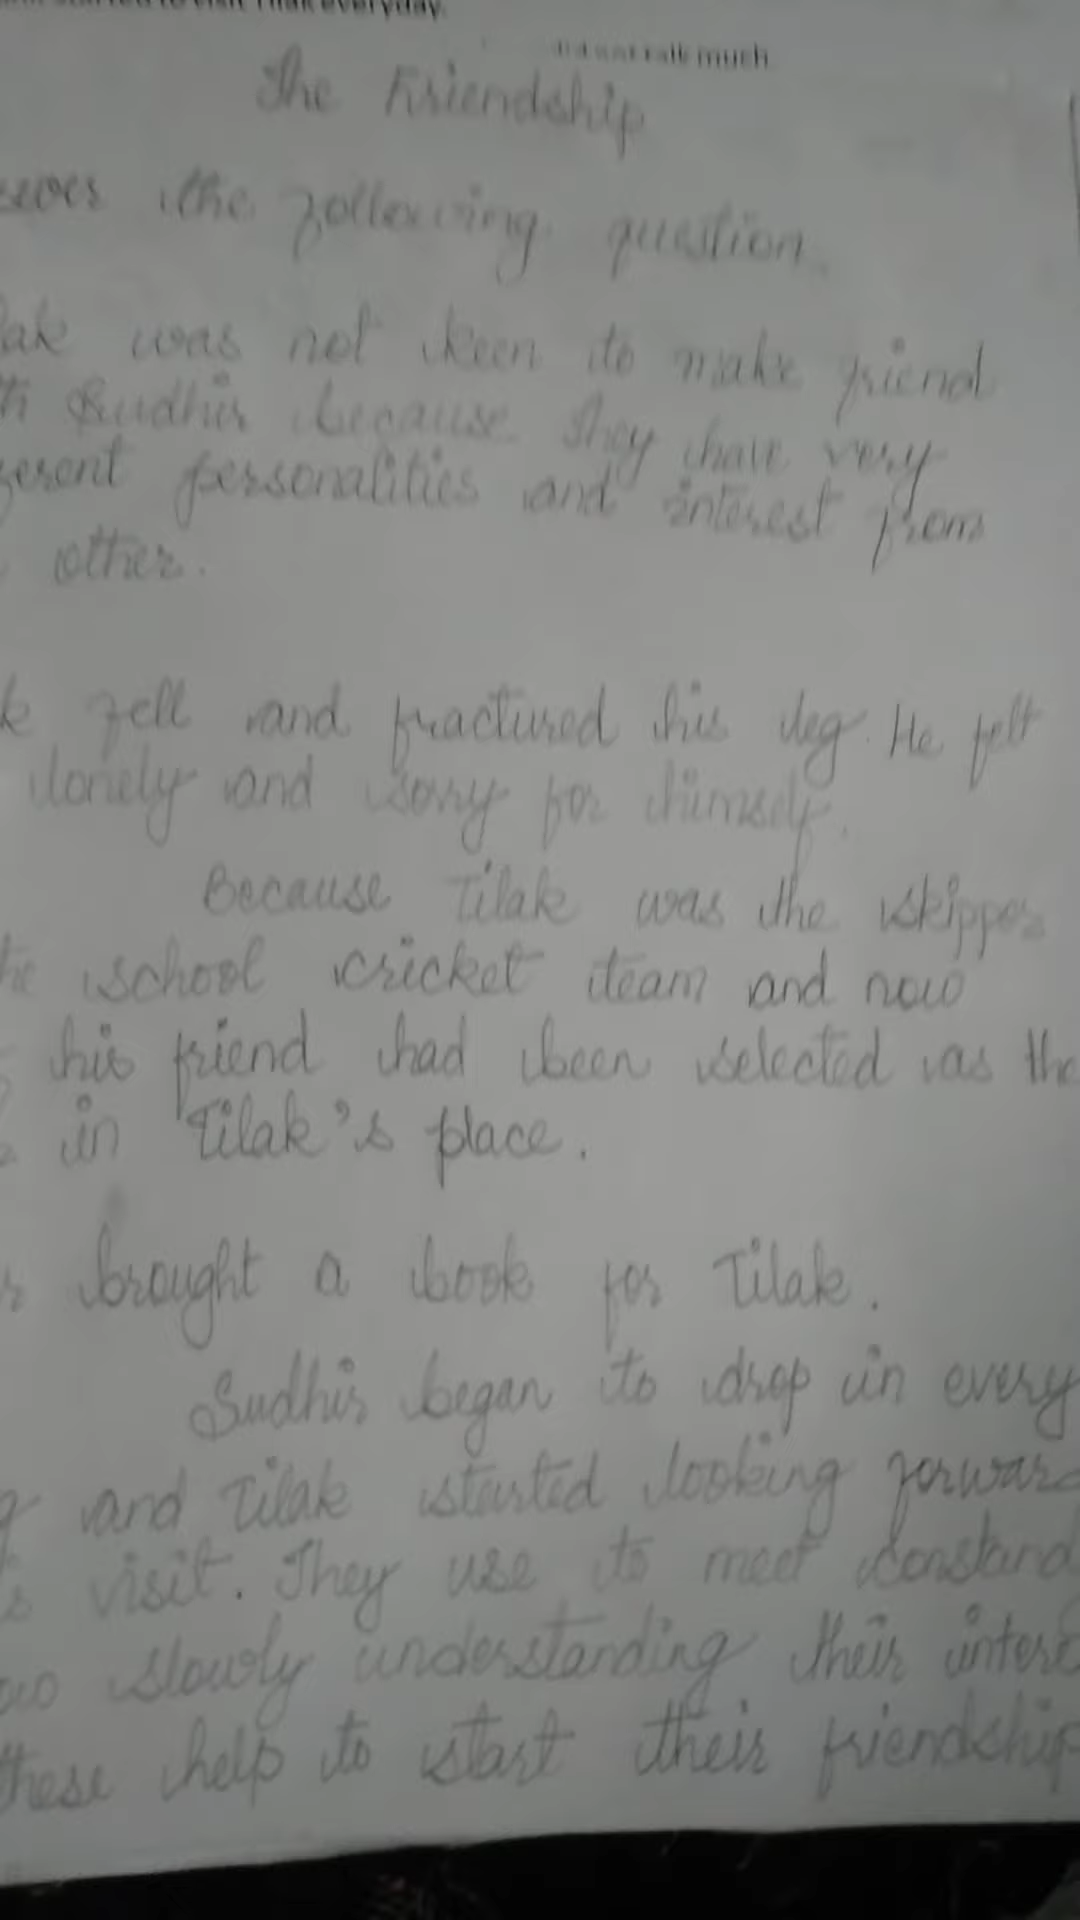 everyday.
talk much
The Friendship
the following question
was not keen to make friend
Sudhir because they have very
personalities and interest from
other.
fell and fractured his leg. He felt
lonely and sorry for himself.
Because Tilak was the skipper
school cricket team and now
his friend had been selected as the
in Tilak's place.
brought a book for Tilak.
Sudhir began to drop in every
and Tilak started looking forward
visit. They use to meet
slowly understanding their
these help to start their friendship